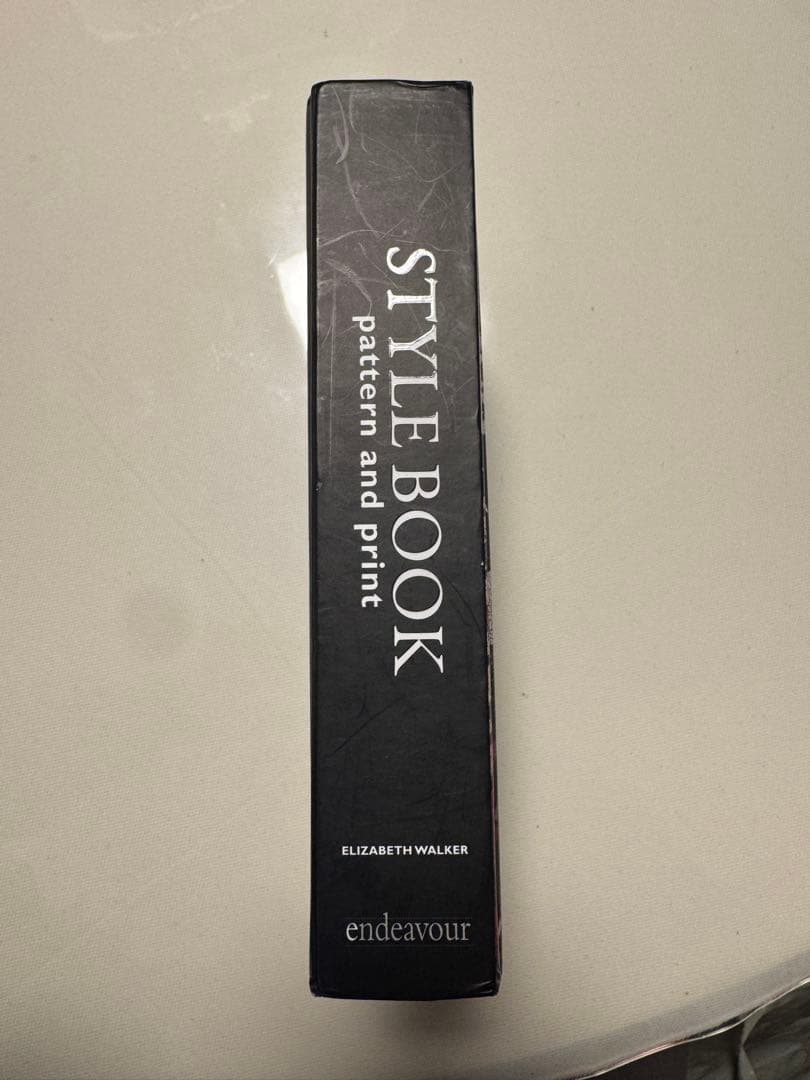 STYLE BOOK
pattern and print
ELIZABETH WALKER
endeavour